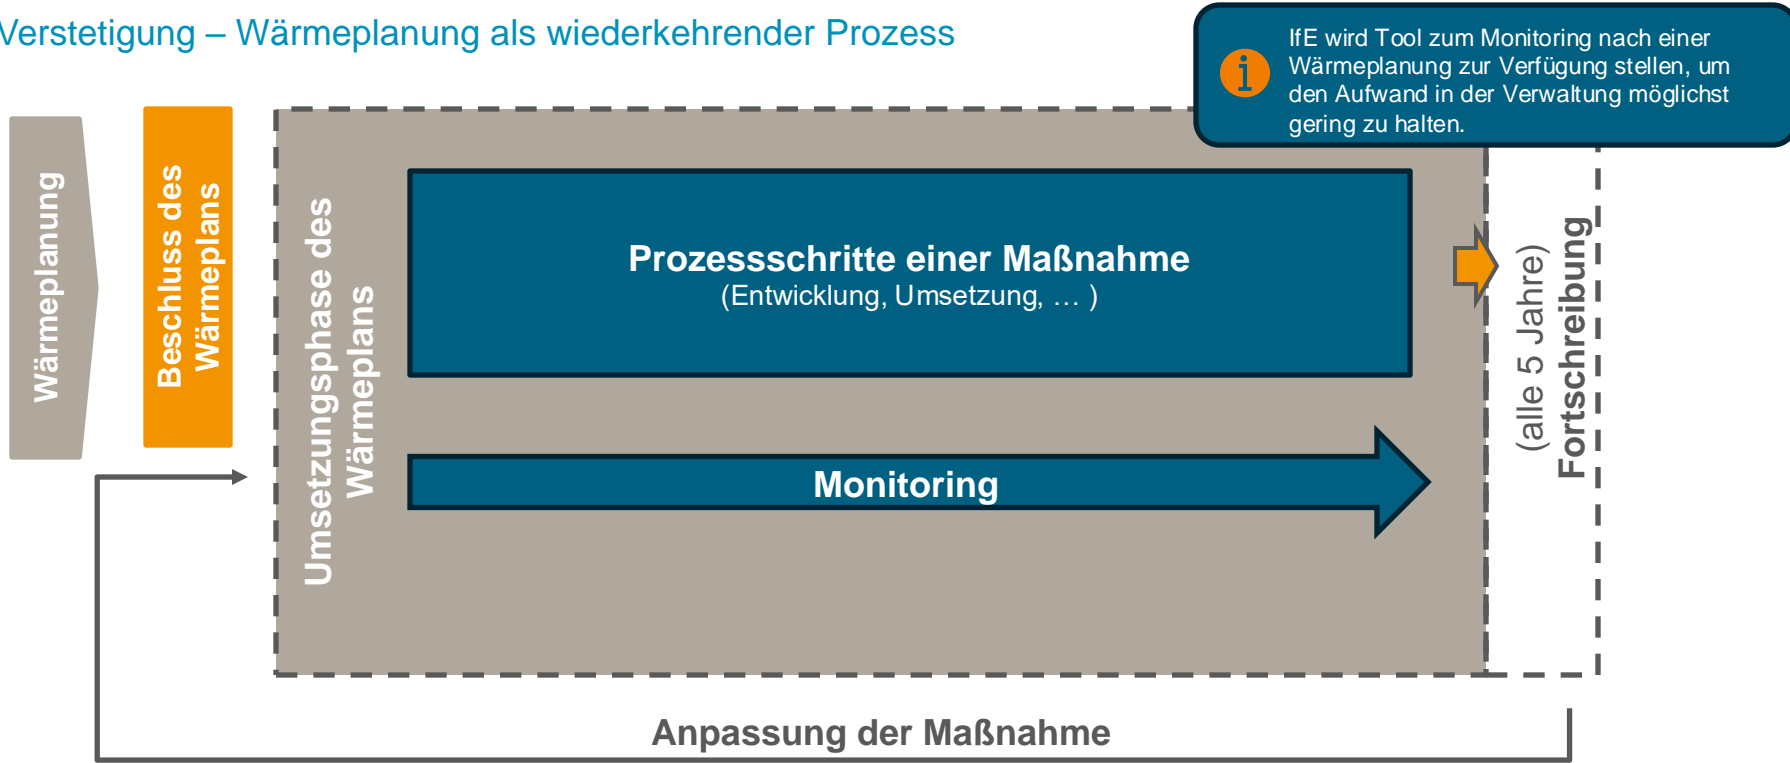 Verstetigung – Wärmeplanung als wiederkehrender Prozess
IfE wird Tool zum Monitoring nach einer
Wärmeplanung zur Verfügung stellen, um
den Aufwand in der Verwaltung möglichst
gering zu halten.
i
Wärmeplanung
Beschluss des
Wärmeplans
Umsetzungsphase des
Wärmeplans
Prozessschritte einer Maßnahme
(Entwicklung, Umsetzung, … )
Monitoring
(alle 5 Jahre)
Fortschreibung
Anpassung der Maßnahme